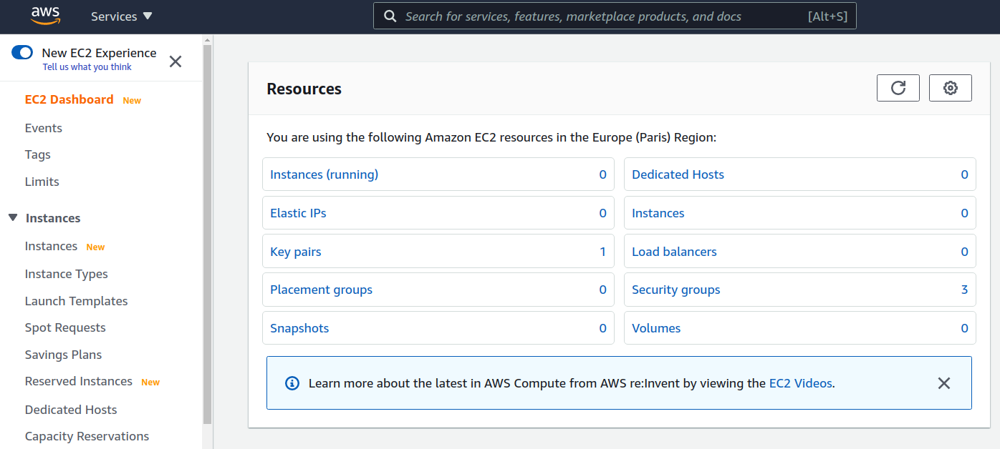 aws
Services
Search for services, features, marketplace products, and docs [Alt+S]
New EC2 Experience
Tell us what you think
EC2 Dashboard New
Events
Tags
Limits
Instances
Instances New
Instance Types
Launch Templates
Spot Requests
Savings Plans
Reserved Instances New
Dedicated Hosts
Capacity Reservations
Resources
You are using the following Amazon EC2 resources in the Europe (Paris) Region:
Instances (running) 0
Dedicated Hosts 0
Elastic IPs 0
Instances 0
Key pairs 1
Load balancers 0
Placement groups 0
Security groups 3
Snapshots 0
Volumes 0
Learn more about the latest in AWS Compute from AWS re:Invent by viewing the EC2 Videos.